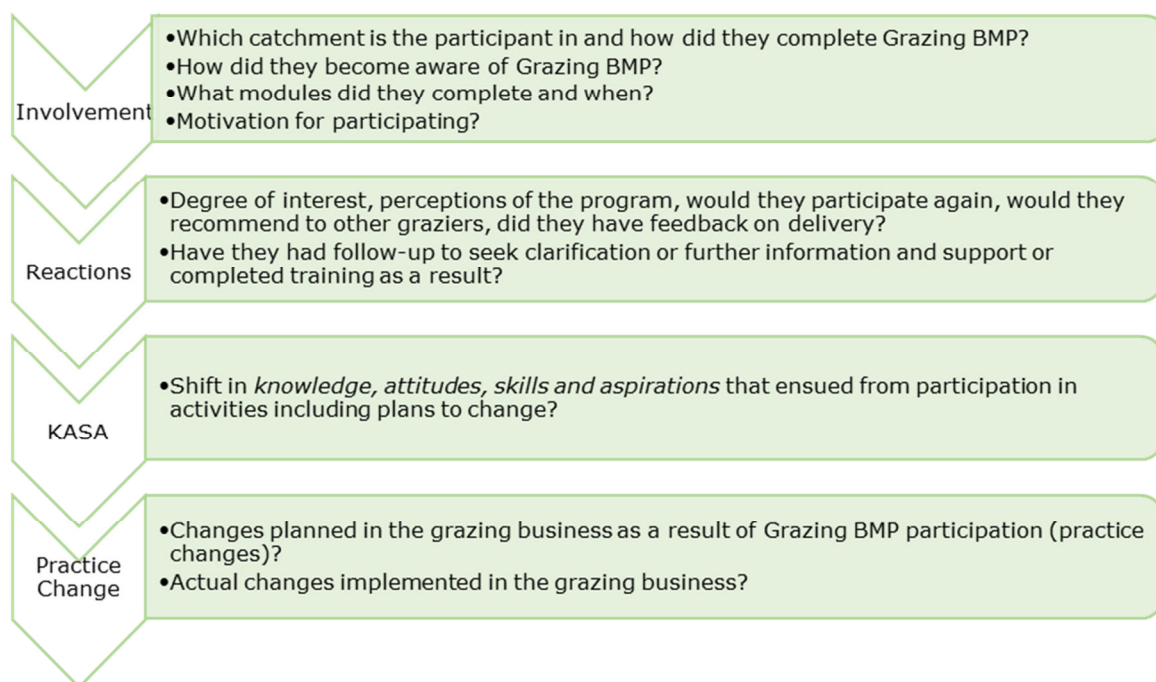 Involvement
•Which catchment is the participant in and how did they complete Grazing BMP?
•How did they become aware of Grazing BMP?
•What modules did they complete and when?
•Motivation for participating?
Reactions
•Degree of interest, perceptions of the program, would they participate again, would they
recommend to other graziers, did they have feedback on delivery?
•Have they had follow-up to seek clarification or further information and support or
completed training as a result?
KASA
•Shift in knowledge, attitudes, skills and aspirations that ensued from participation in
activities including plans to change?
Practice
Change
•Changes planned in the grazing business as a result of Grazing BMP participation (practice
changes)?
•Actual changes implemented in the grazing business?